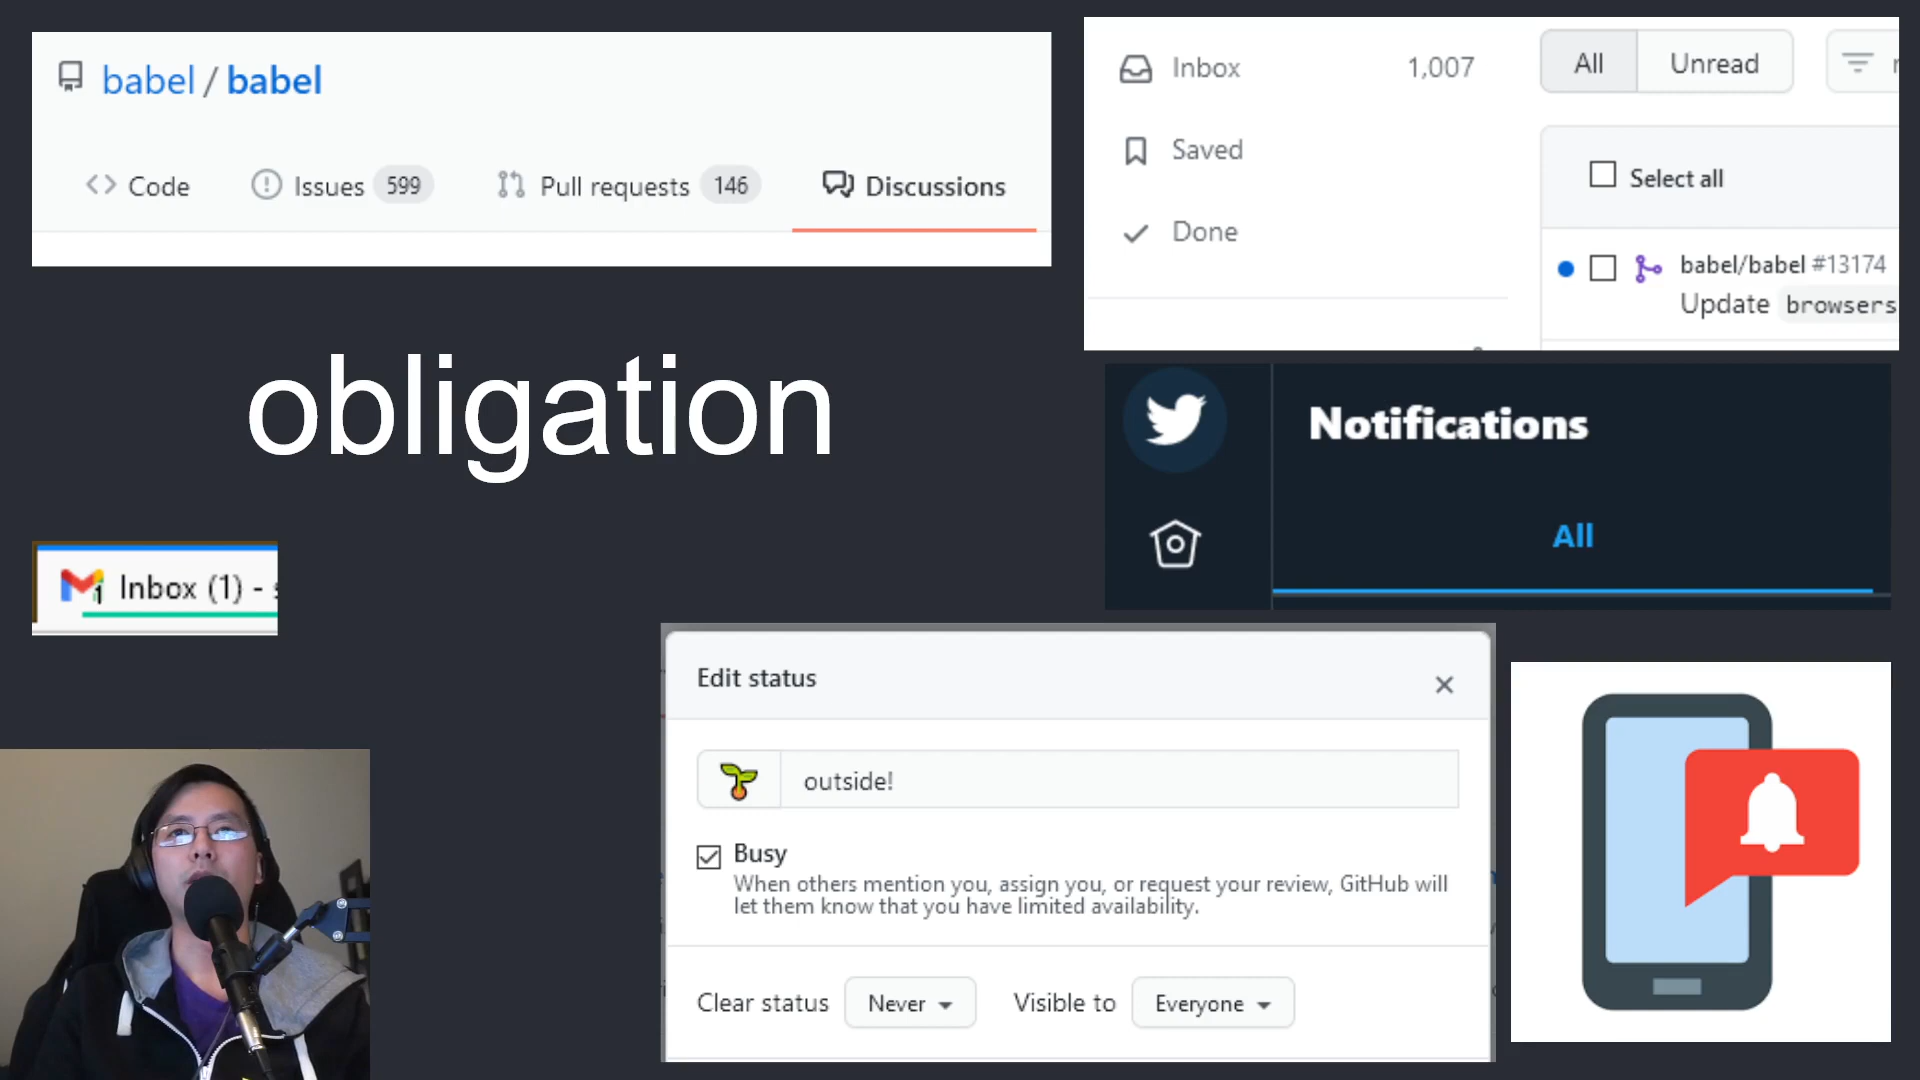 babel / babel
Code
Issues 599
Pull requests 146
Discussions
Inbox 1,007
Saved
Done
All
Unread
Select all
babel/babel #13174
Update browsers
obligation
Notifications
All
Inbox (1) -
Edit status
outside!
Busy
When others mention you, assign you, or request your review, GitHub will
let them know that you have limited availability.
Clear status Never
Visible to Everyone